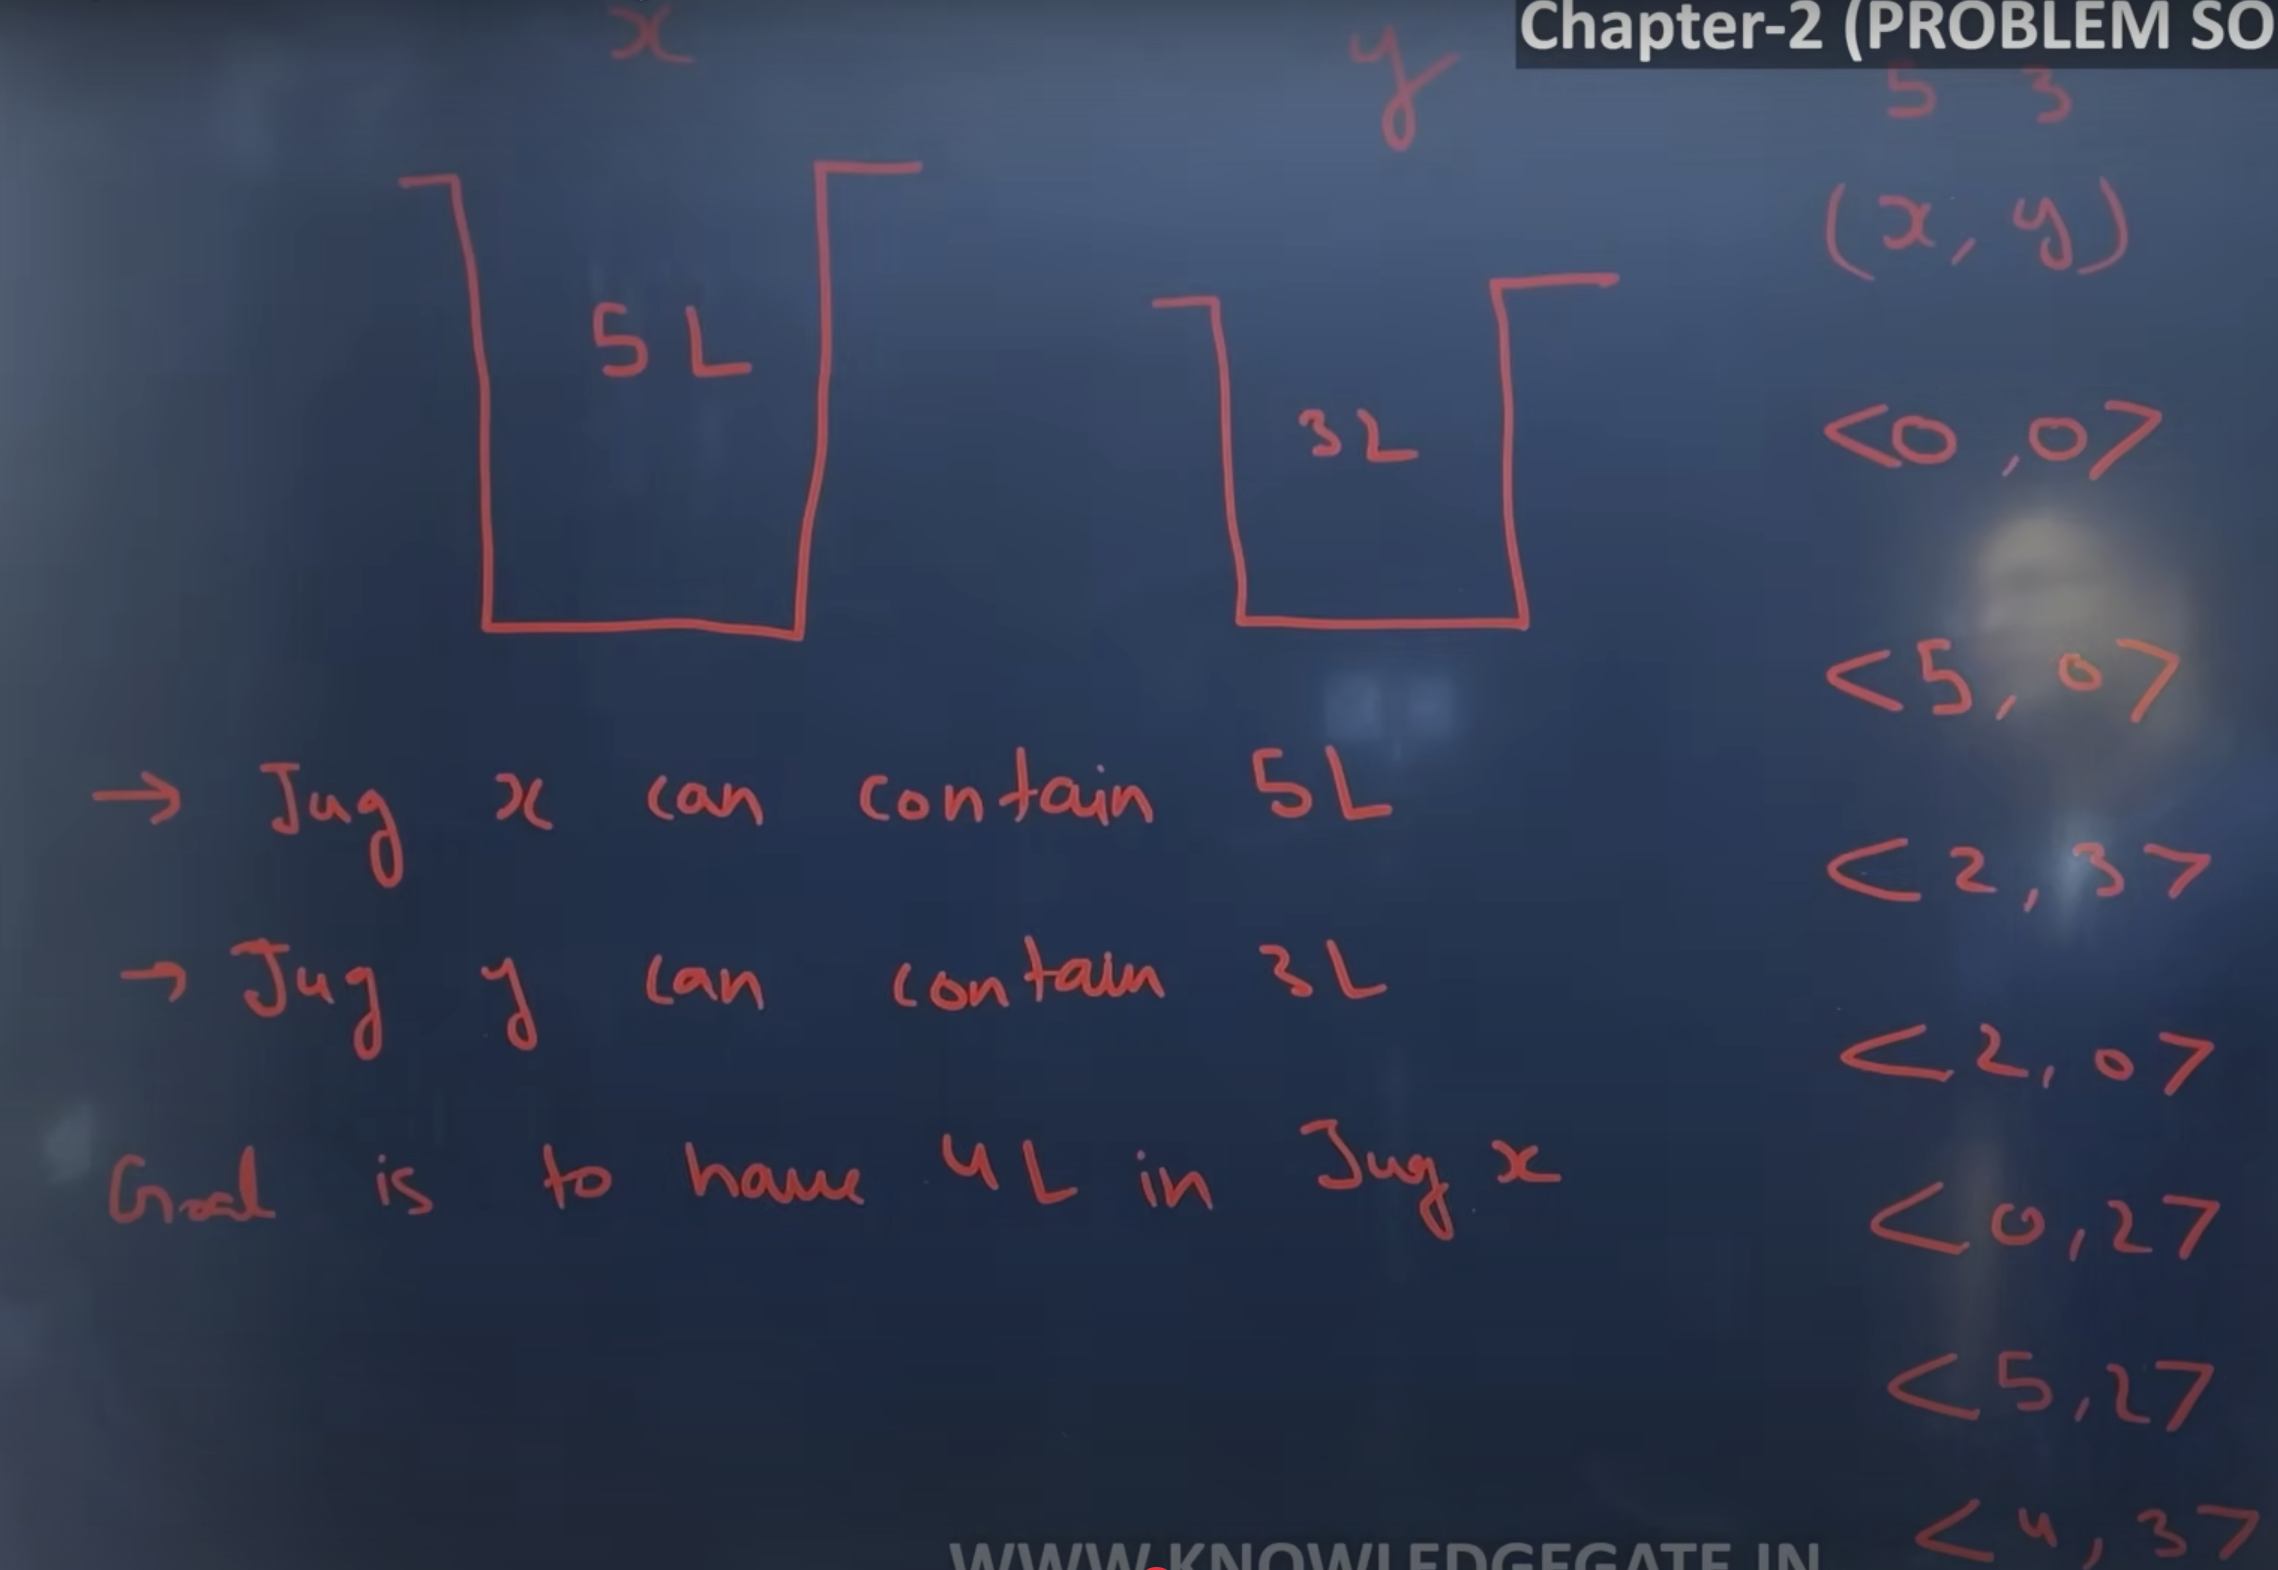 Chapter-2 (PROBLEM SO
x
y
5 3
(x, y)
5L
3L
<0,0>
<5,0>
→ Jug x can contain 5L
<2,3>
→ Jug y can contain 3L
<2,0>
Goal is to have 4L in Jug x
<0,2>
<5,2>
<4,3>
WWW.KNOWLEDGEGATE.IN